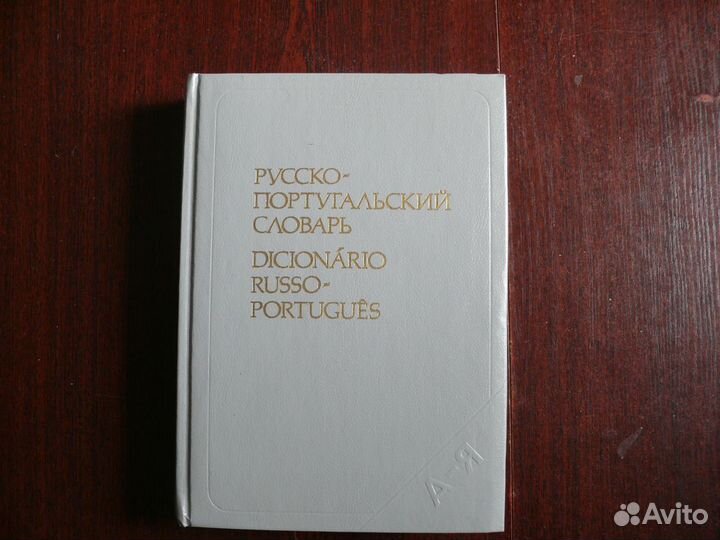 РУССКО-
ПОРТУГАЛЬСКИЙ
СЛОВАРЬ
DICIONÁRIO
RUSSO-
PORTUGUÊS
А-Я
Avito